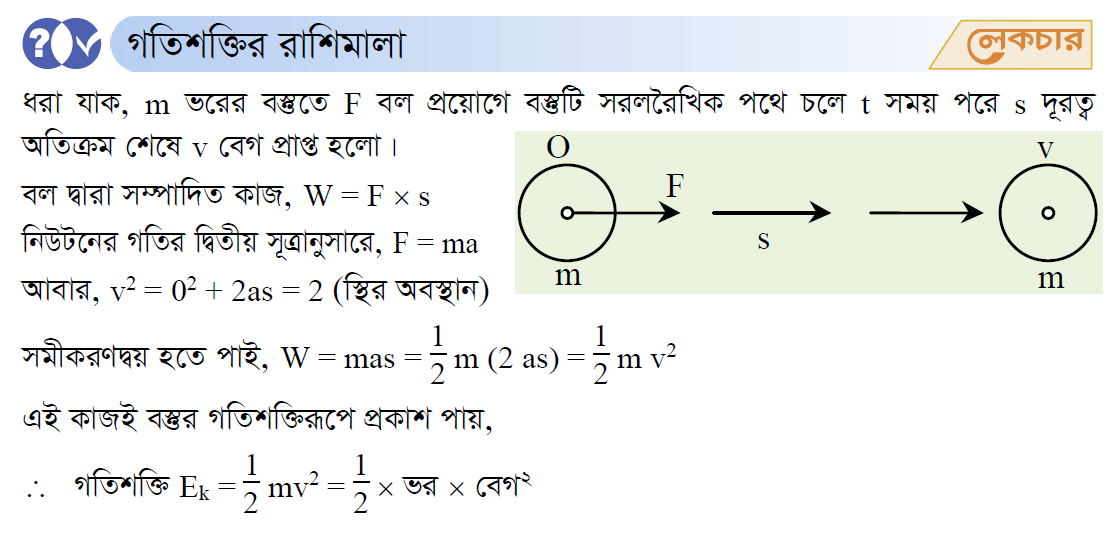 গতিশক্তির রাশিমালা
লেকচার
ধরা যাক, m ভরের বস্তুতে F বল প্রয়োগে বস্তুটি সরলরৈখিক পথে চলে t সময় পরে s দূরত্ব
অতিক্রম শেষে v বেগ প্রাপ্ত হলো।
O
F
s
v
m
m
বল দ্বারা সম্পাদিত কাজ, W = F × s
নিউটনের গতির দ্বিতীয় সূত্রানুসারে, F = ma
আবার, v² = 0² + 2as = 2 (স্থির অবস্থান)
সমীকরণদ্বয় হতে পাই, W = mas = 1/2 m (2 as) = 1/2 m v²
এই কাজই বস্তুর গতিশক্তিরূপে প্রকাশ পায়,
∴ গতিশক্তি Eₖ = 1/2 mv² = 1/2 × ভর × বেগ^২